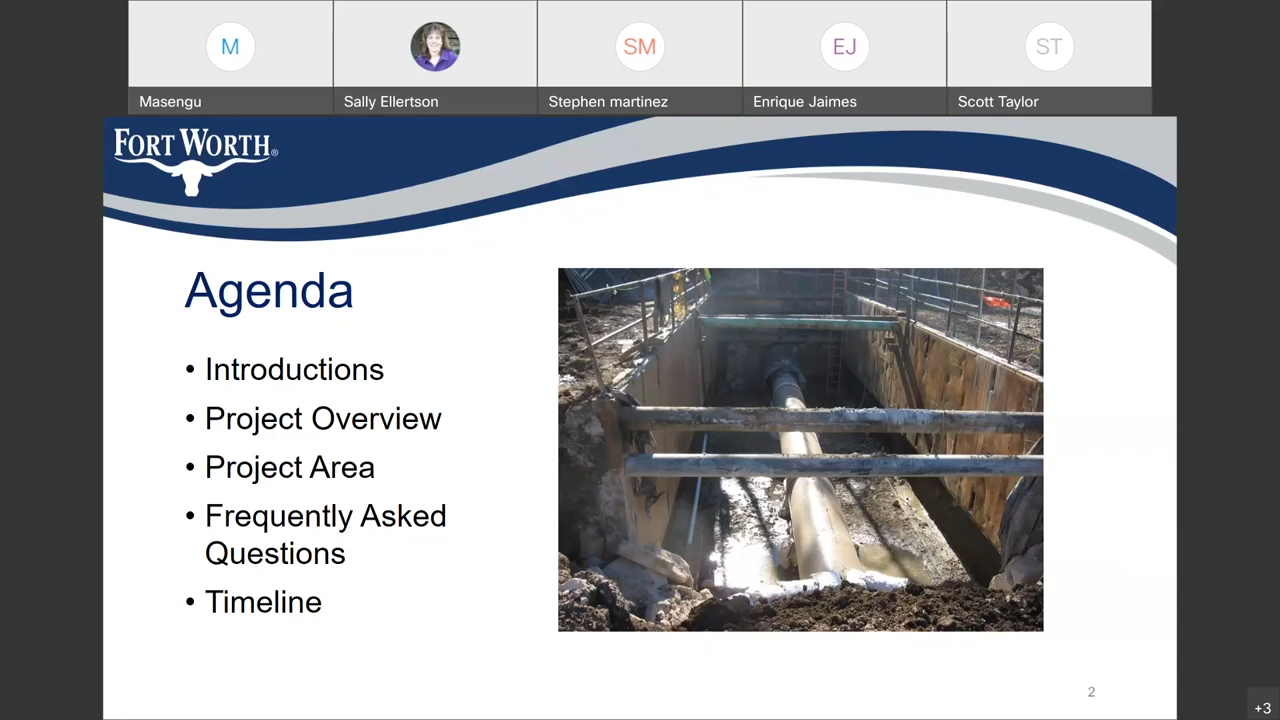 M
SM
EJ
ST
Masengu
Sally Ellertson
Stephen martinez
Enrique Jaimes
Scott Taylor
FORT WORTH®
Agenda
• Introductions
• Project Overview
• Project Area
• Frequently Asked
Questions
• Timeline
2
+3